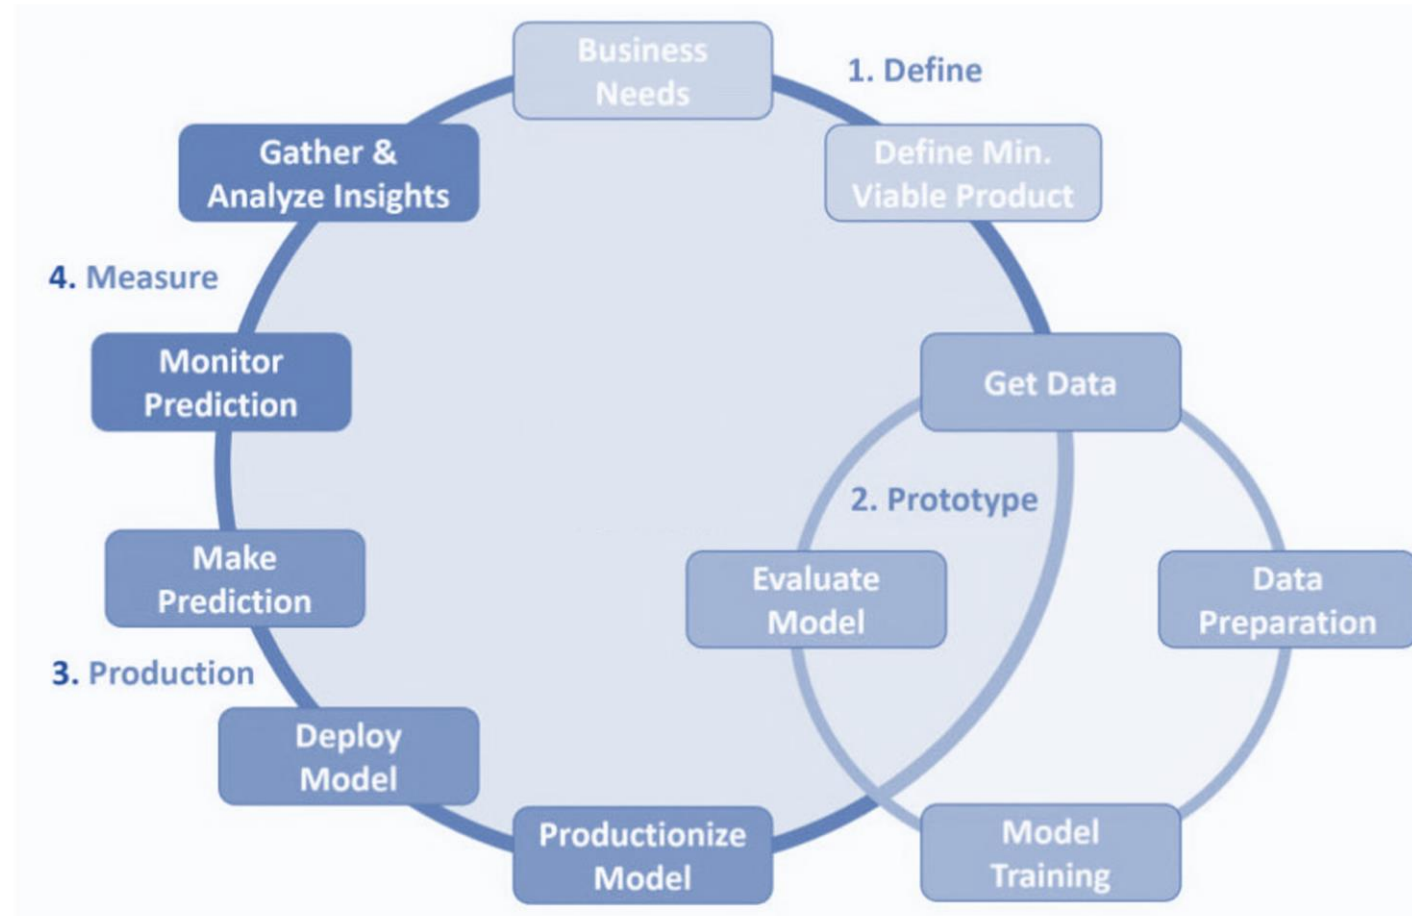 Business
Needs
1. Define
Define Min.
Viable Product
Get Data
2. Prototype
Data
Preparation
Model
Training
Evaluate
Model
Productionize
Model
Deploy
Model
3. Production
Make
Prediction
Monitor
Prediction
4. Measure
Gather &
Analyze Insights